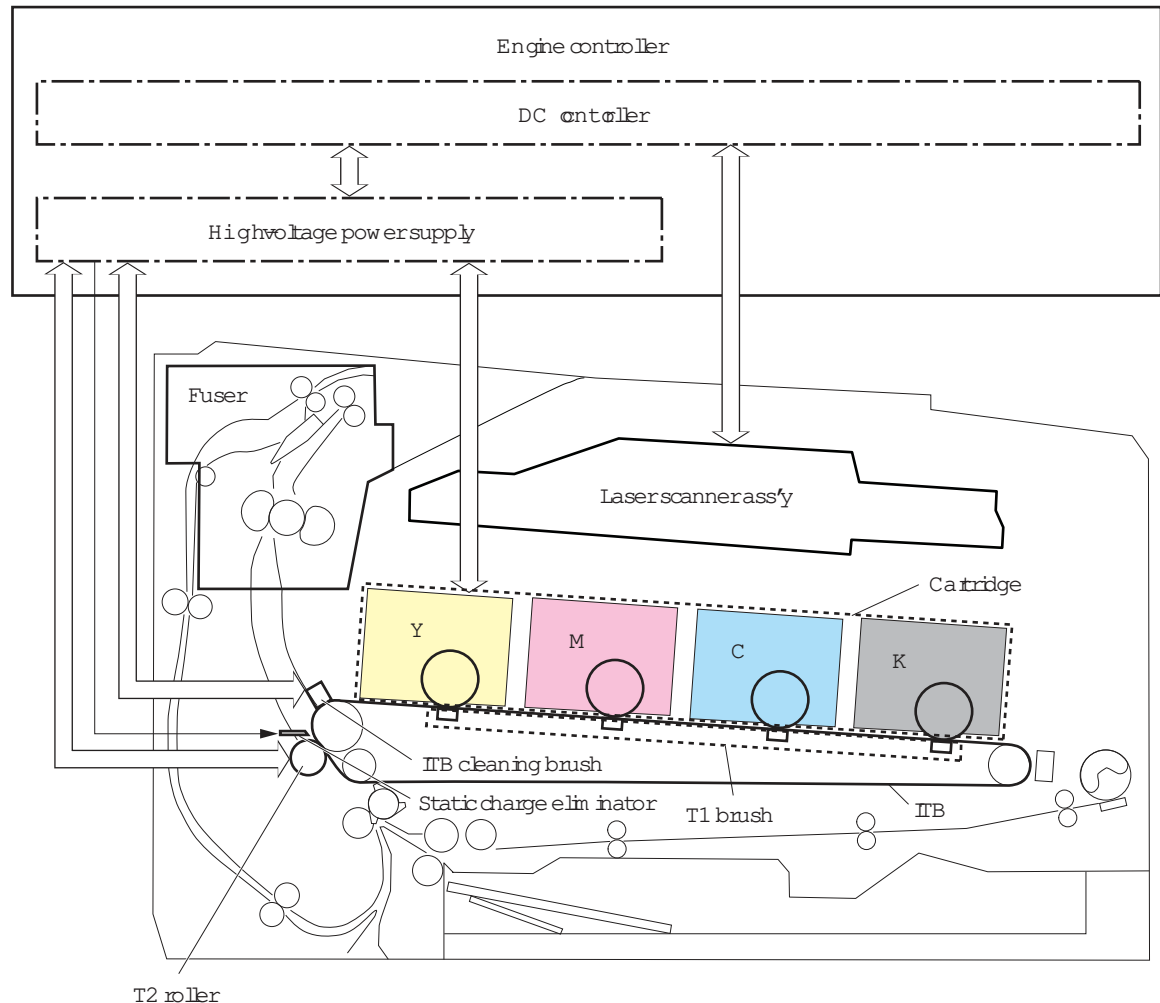 Engine controller
DC contoller
High-voltage power supply
Fuser
Laser scanner ass'y
Cartridge
Y
M
C
K
ITB cleaning brush
Static charge eliminator
T1 brush
ITB
T2 roller